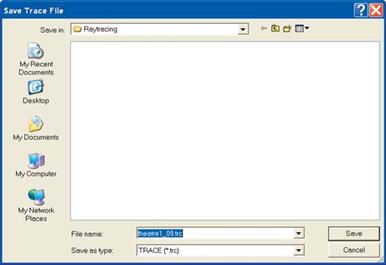 Save Trace File
Save in:
Raytracing
My Recent
Documents
Desktop
My Documents
My Computer
My Network
Places
File name:
theatre1_09.trc
Save
Save as type:
TRACE (*.trc)
Cancel